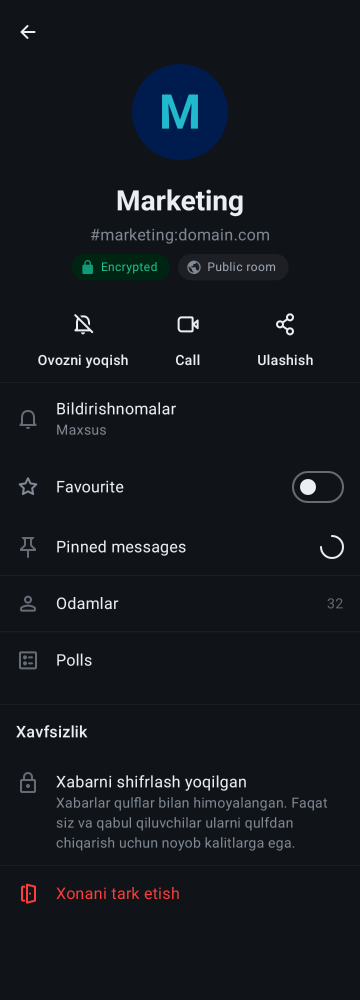 M
Marketing
#marketing:domain.com
Encrypted
Public room
Ovozni yoqish
Call
Ulashish
Bildirishnomalar
Maxsus
Favourite
Pinned messages
Odamlar
32
Polls
Xavfsizlik
Xabarni shifrlash yoqilgan
Xabarlar qulflar bilan himoyalangan. Faqat
siz va qabul qiluvchilar ularni qulfdan
chiqarish uchun noyob kalitlarga ega.
Xonani tark etish